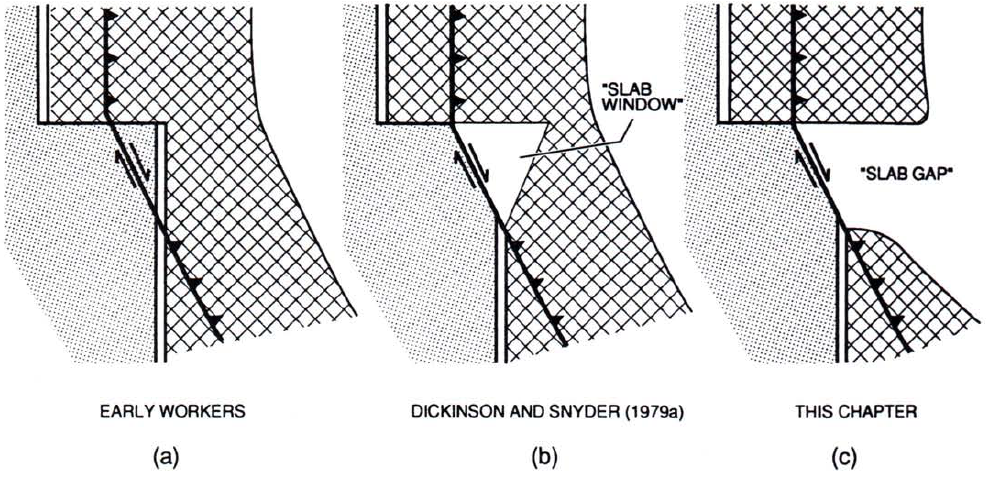 "SLAB
WINDOW"
"SLAB GAP"
EARLY WORKERS
DICKINSON AND SNYDER (1979a)
THIS CHAPTER
(a)
(b)
(c)